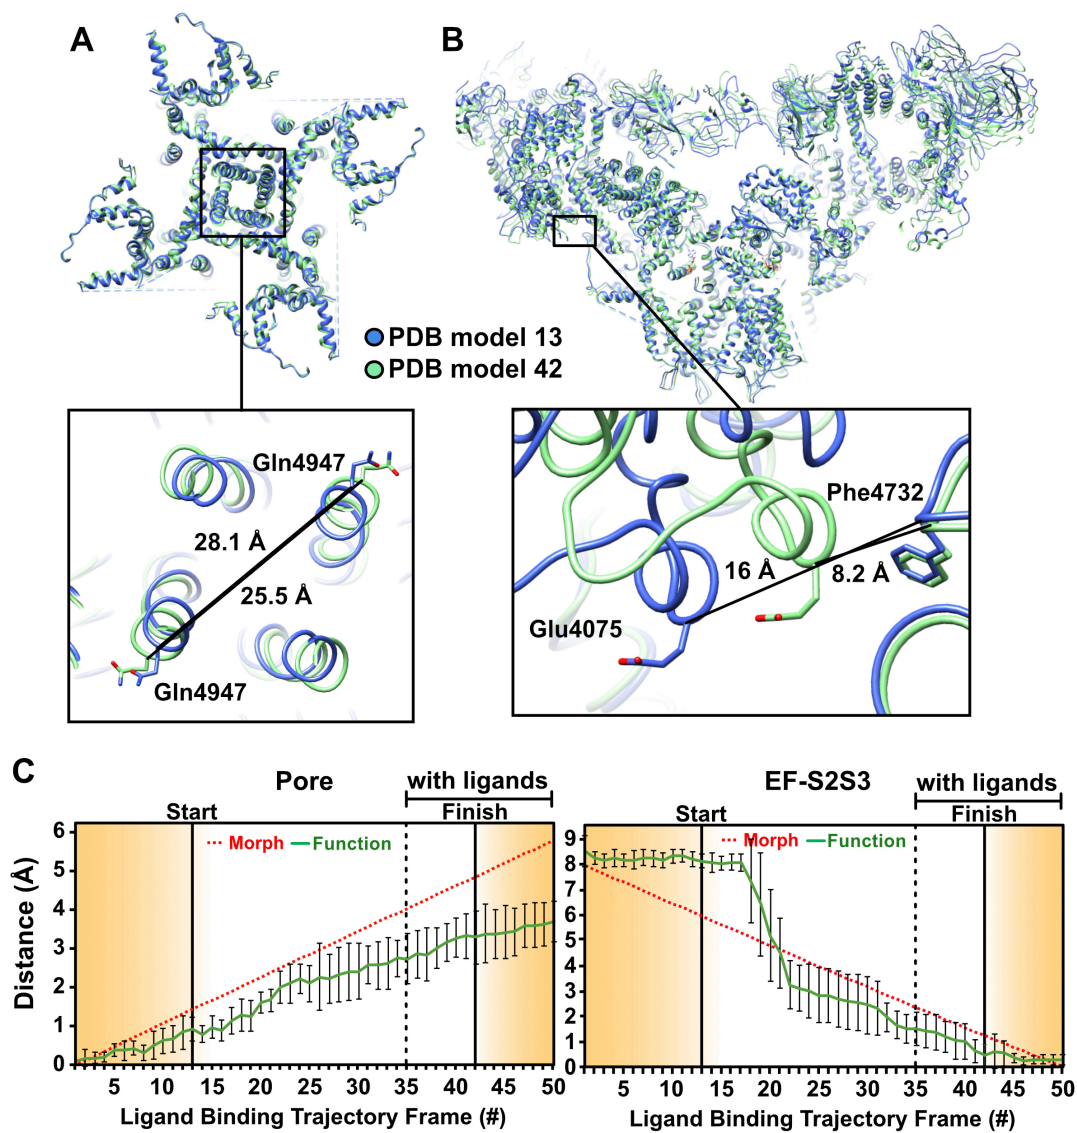 A
B
PDB model 13
PDB model 42
Gln4947
28.1 Å
25.5 Å
Gln4947
Phe4732
16 Å
8.2 Å
Glu4075
C
Pore
with ligands
Start
Finish
Morph
Function
Distance (Å)
6
5
4
3
2
1
0
5 10 15 20 25 30 35 40 45 50
Ligand Binding Trajectory Frame (#)
EF-S2S3
with ligands
Start
Finish
Morph
Function
9
8
7
6
5
4
3
2
1
0
5 10 15 20 25 30 35 40 45 50
Ligand Binding Trajectory Frame (#)